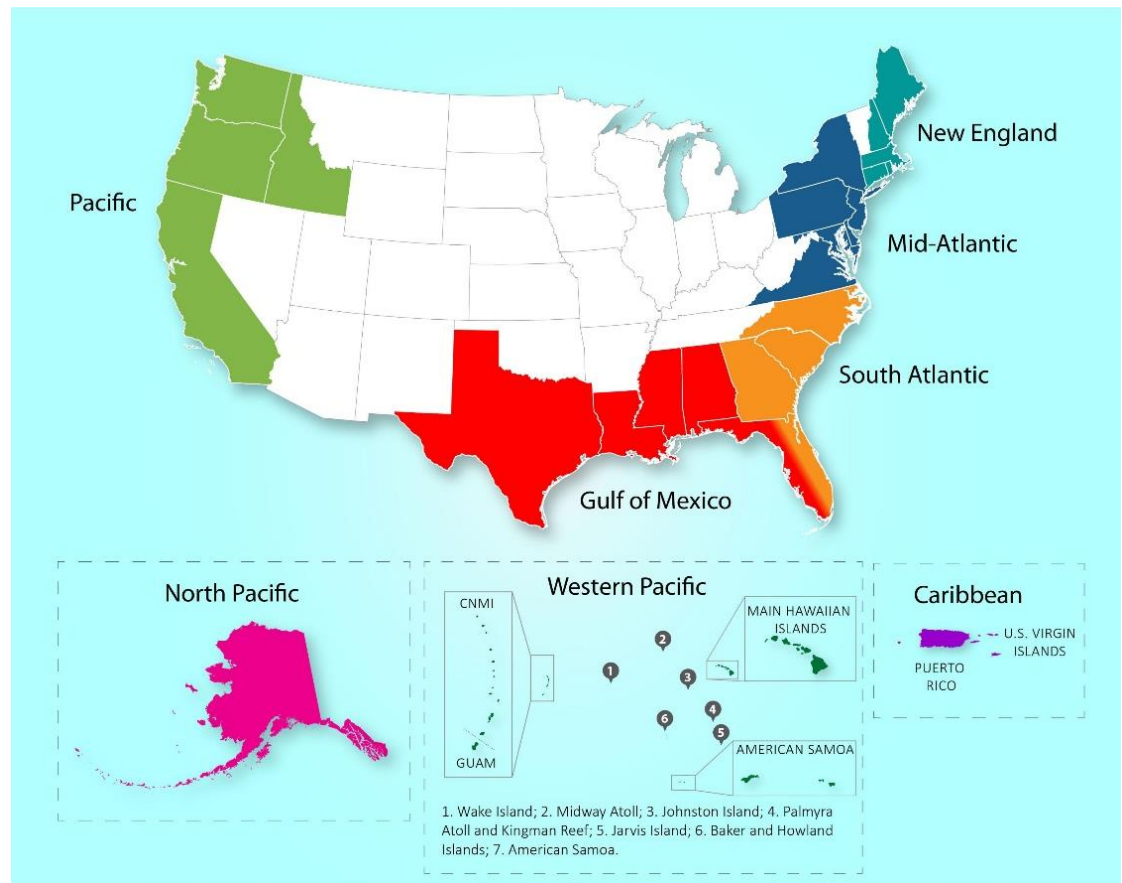 New England
Pacific
Mid-Atlantic
South Atlantic
Gulf of Mexico
North Pacific
Western Pacific
CNMI
GUAM
1
2
3
4
5
6
MAIN HAWAIIAN
ISLANDS
AMERICAN SAMOA
1. Wake Island; 2. Midway Atoll; 3. Johnston Island; 4. Palmyra
Atoll and Kingman Reef; 5. Jarvis Island; 6. Baker and Howland
Islands; 7. American Samoa.
Caribbean
U.S. VIRGIN
ISLANDS
PUERTO
RICO